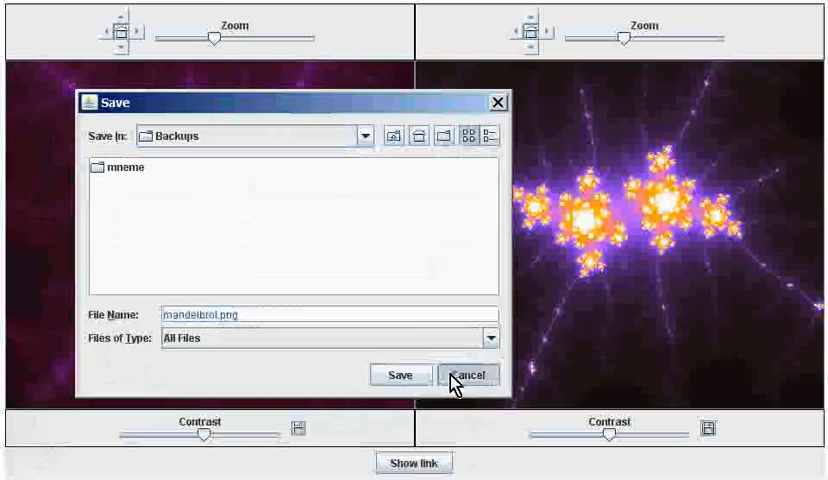 Zoom
Zoom
Save
Save In:
Backups
mneme
File Name:
mandelbrot.png
Files of Type:
All Files
Save
Cancel
Contrast
Contrast
Show link